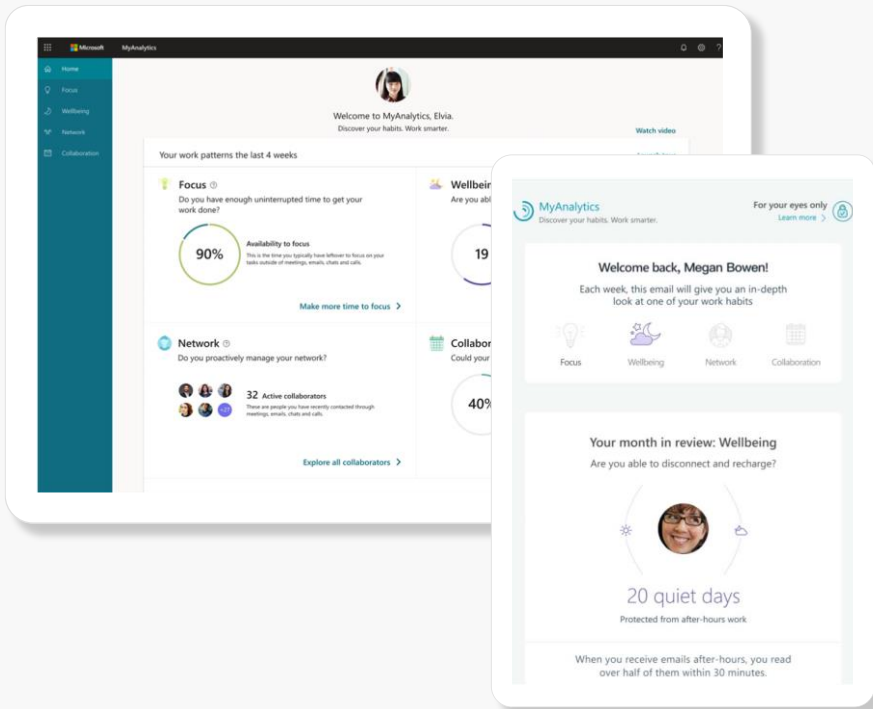 Microsoft MyAnalytics ?
Home
Focus
Wellbeing
Network
Collaboration
Welcome to MyAnalytics, Elvia.
Discover your habits. Work smarter.
Watch video
Your work patterns the last 4 weeks
Focus
Do you have enough uninterrupted time to get your
work done?
90%
Availability to focus
This is the time you typically have leftover to focus on your
tasks outside of meetings, emails, chats and calls.
Make more time to focus
Wellbein
Are you abl
19
Network
Do you proactively manage your network?
32 Active collaborators
These are people you have recently contacted through
meetings, emails, chats and calls.
Explore all collaborators
Collabor
Could your
40%
MyAnalytics
Discover your habits. Work smarter.
For your eyes only
Learn more
Welcome back, Megan Bowen!
Each week, this email will give you an in-depth
look at one of your work habits
Focus Wellbeing Network Collaboration
Your month in review: Wellbeing
Are you able to disconnect and recharge?
20 quiet days
Protected from after-hours work
When you receive emails after-hours, you read
over half of them within 30 minutes.